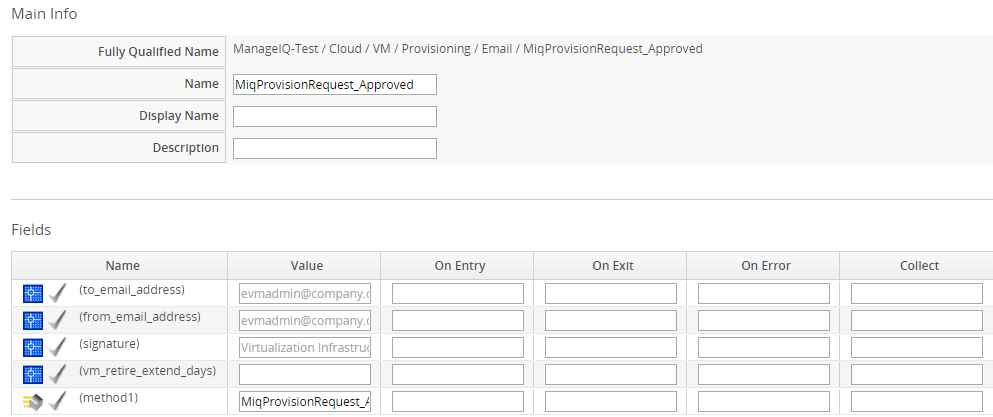 Main Info
Fully Qualified Name ManageIQ-Test / Cloud / VM / Provisioning / Email / MiqProvisionRequest_Approved
Name MiqProvisionRequest_Approved
Display Name
Description
Fields
Name Value On Entry On Exit On Error Collect
(to_email_address) evmadmin@company.c
(from_email_address) evmadmin@company.c
(signature) Virtualization Infrastruc
(vm_retire_extend_days)
(method1) MiqProvisionRequest_A